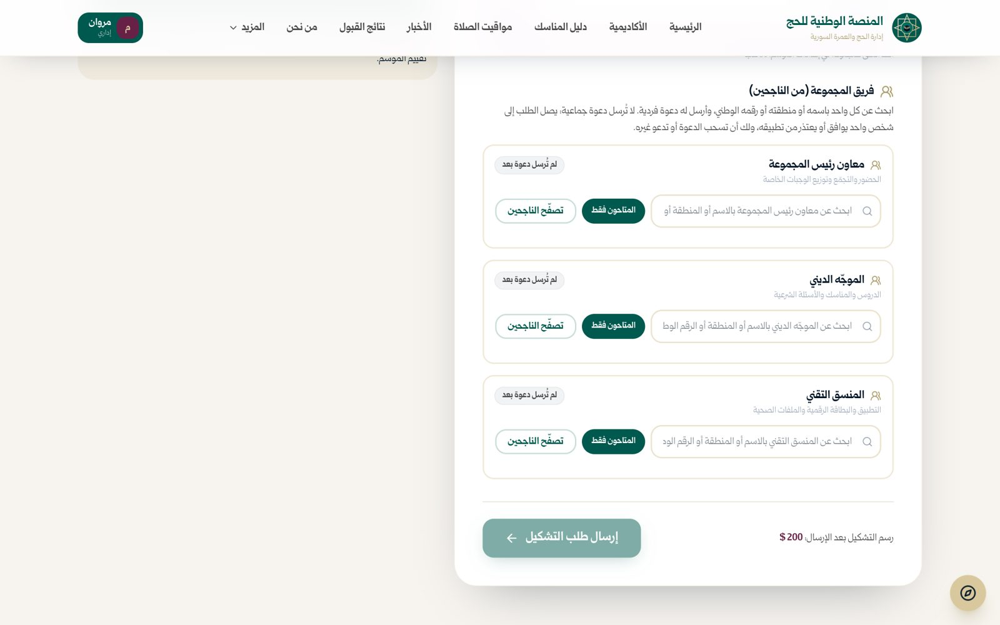 المنصة الوطنية للحج
إدارة الحج والعمرة السورية
الرئيسية
الأكاديمية
دليل المناسك
مواقيت الصلاة
الأخبار
نتائج القبول
من نحن
المزيد
م
مروان
إداري
تقييم الموسم.
فريق المجموعة (من الناجحين)
ابحث عن كل واحد باسمه أو منطقته أو رقمه الوطني، وأرسل له دعوة فردية. لا تُرسل دعوة جماعية: يصل الطلب إلى
شخص واحد يوافق أو يعتذر من تطبيقه، ولك أن تسحب الدعوة أو تدعو غيره.
معاون رئيس المجموعة
لم تُرسل دعوة بعد
الحضور والتجمّع وتوزيع الوجبات الخاصة
ابحث عن معاون رئيس المجموعة بالاسم أو المنطقة أو
المتاحون فقط
تصفّح الناجحين
الموجّه الديني
لم تُرسل دعوة بعد
الدروس والمناسك والأسئلة الشرعية
ابحث عن الموجّه الديني بالاسم أو المنطقة أو الرقم الوط
المتاحون فقط
تصفّح الناجحين
المنسق التقني
لم تُرسل دعوة بعد
التطبيق والبطاقة الرقمية والملفات الصحية
ابحث عن المنسق التقني بالاسم أو المنطقة أو الرقم الود
المتاحون فقط
تصفّح الناجحين
رسم التشكيل بعد الإرسال: 200 $
إرسال طلب التشكيل